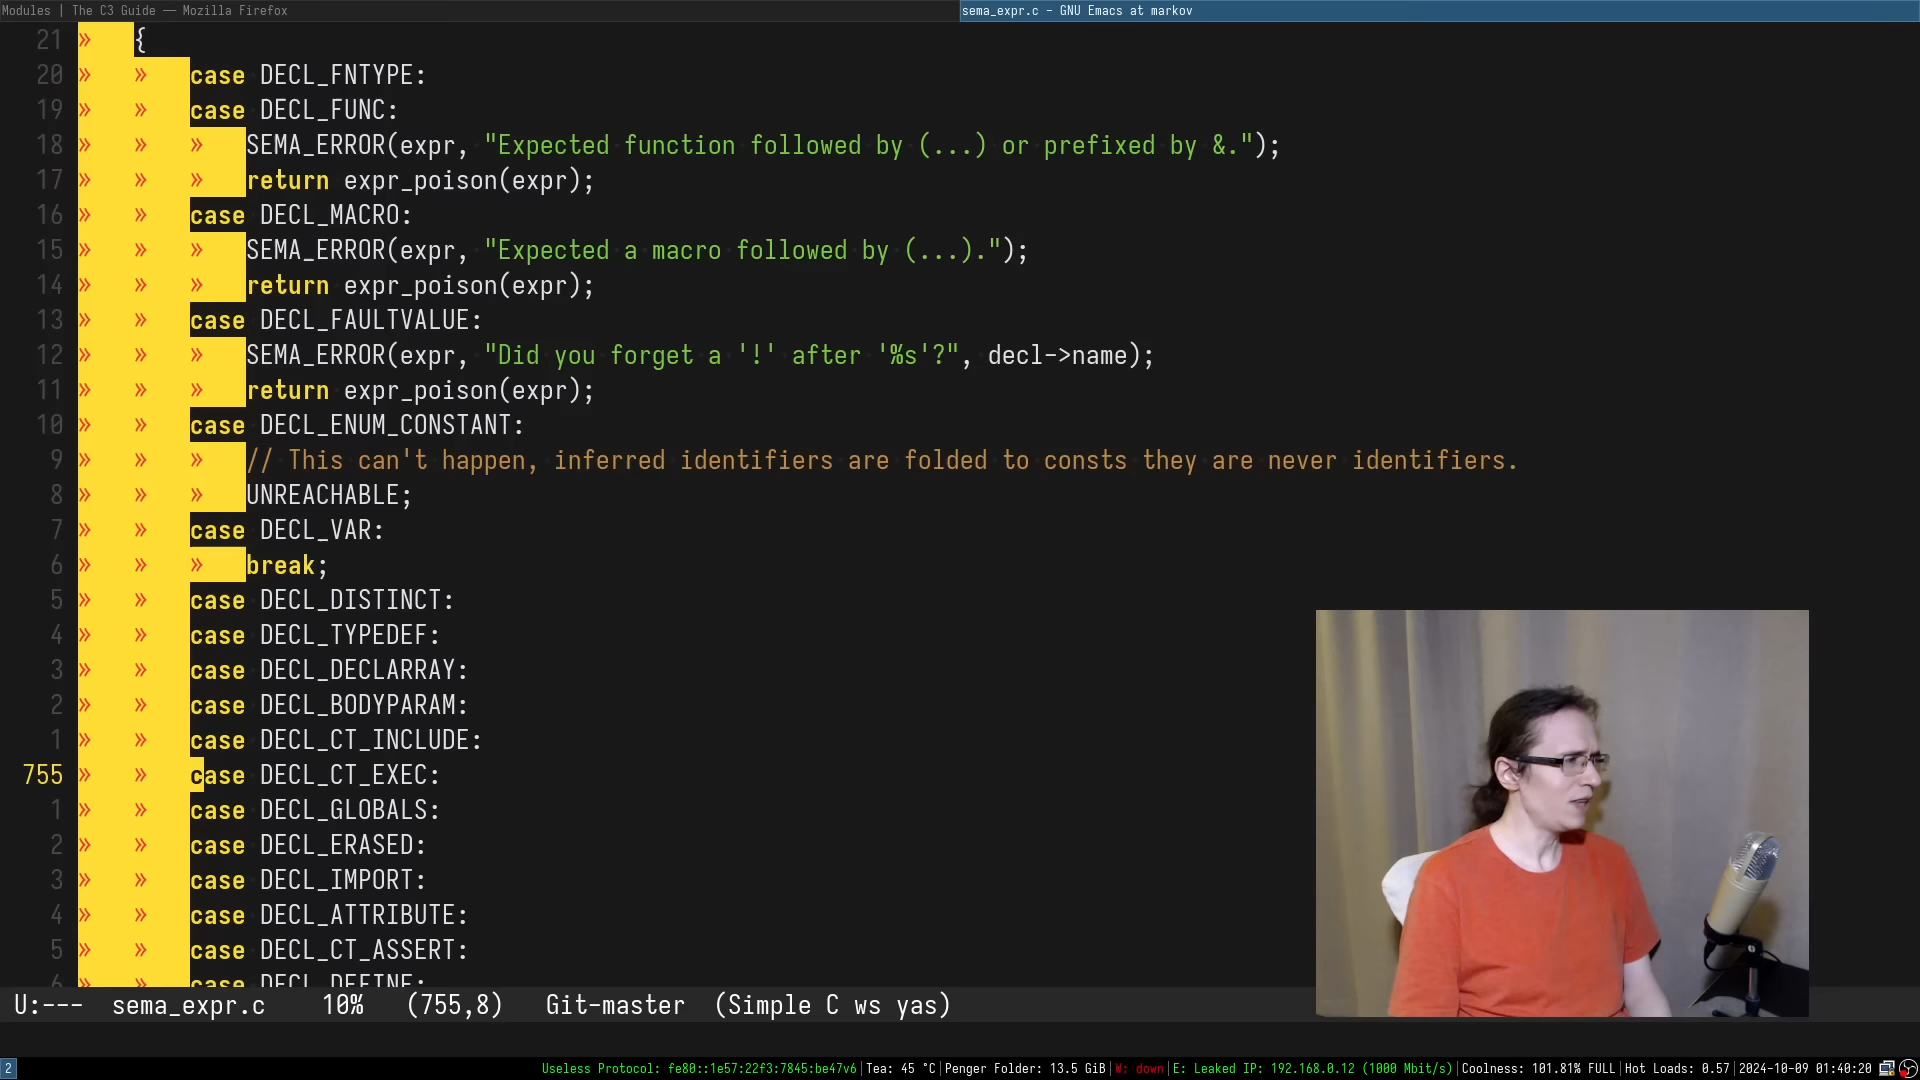 Modules | The C3 Guide — Mozilla Firefox
sema_expr.c - GNU Emacs at markov
21 » {
20 » » case DECL_FNTYPE:
19 » » case DECL_FUNC:
18 » » » SEMA_ERROR(expr, "Expected function followed by (...) or prefixed by &.");
17 » » » return expr_poison(expr);
16 » » case DECL_MACRO:
15 » » » SEMA_ERROR(expr, "Expected a macro followed by (...).");
14 » » » return expr_poison(expr);
13 » » case DECL_FAULTVALUE:
12 » » » SEMA_ERROR(expr, "Did you forget a '!' after '%s'?", decl->name);
11 » » » return expr_poison(expr);
10 » » case DECL_ENUM_CONSTANT:
9 » » » // This can't happen, inferred identifiers are folded to consts they are never identifiers.
8 » » » UNREACHABLE;
7 » » case DECL_VAR:
6 » » » break;
5 » » case DECL_DISTINCT:
4 » » case DECL_TYPEDEF:
3 » » case DECL_DECLARRAY:
2 » » case DECL_BODYPARAM:
1 » » case DECL_CT_INCLUDE:
755 » » case DECL_CT_EXEC:
1 » » case DECL_GLOBALS:
2 » » case DECL_ERASED:
3 » » case DECL_IMPORT:
4 » » case DECL_ATTRIBUTE:
5 » » case DECL_CT_ASSERT:
6 » » case DECL_DEFINE:
U:--- sema_expr.c 10% (755,8) Git-master (Simple C ws yas)
2 Useless Protocol: fe80::1e57:22f3:7845:be47v6|Tea: 45 °C|Penger Folder: 13.5 GiB|W: down|E: Leaked IP: 192.168.0.12 (1000 Mbit/s)|Coolness: 101.81% FULL|Hot Loads: 0.57|2024-10-09 01:40:20